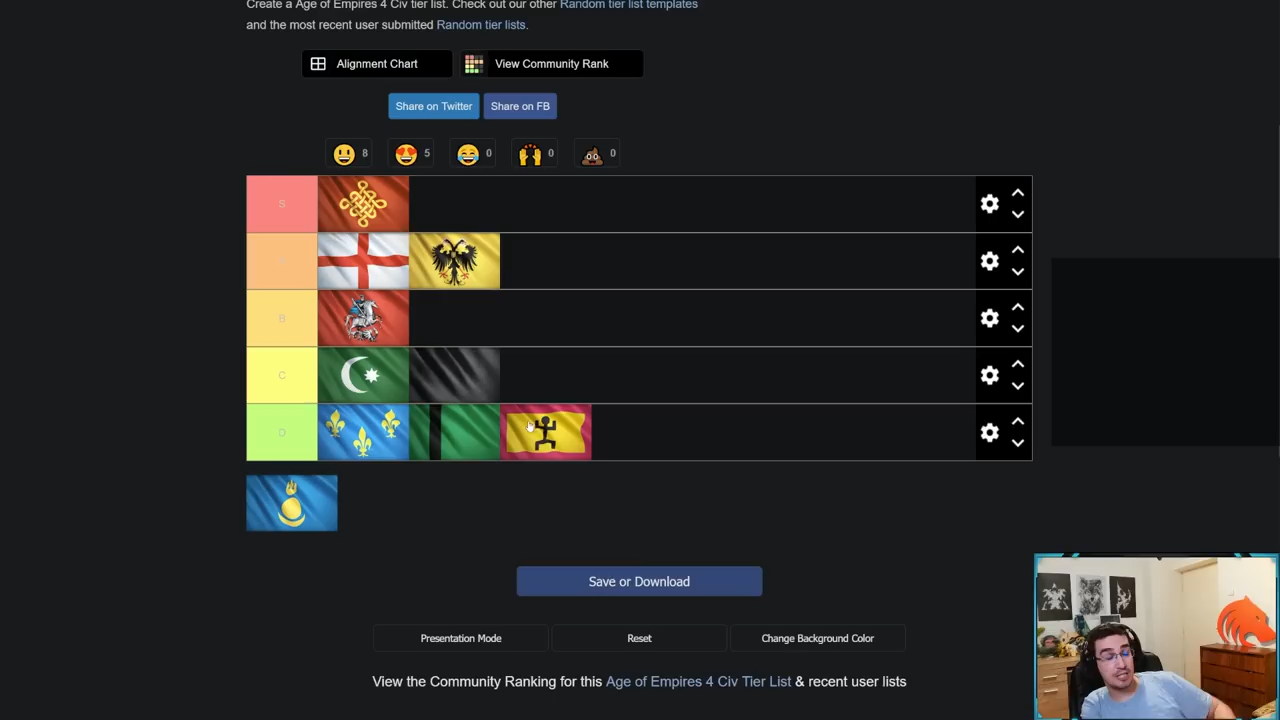 Create a Age of Empires 4 Civ tier list. Check out our other Random tier list templates
and the most recent user submitted Random tier lists.
Alignment Chart
View Community Rank
Share on Twitter
Share on FB
8
5
0
0
0
S
B
C
D
Save or Download
Presentation Mode
Reset
Change Background Color
View the Community Ranking for this Age of Empires 4 Civ Tier List & recent user lists